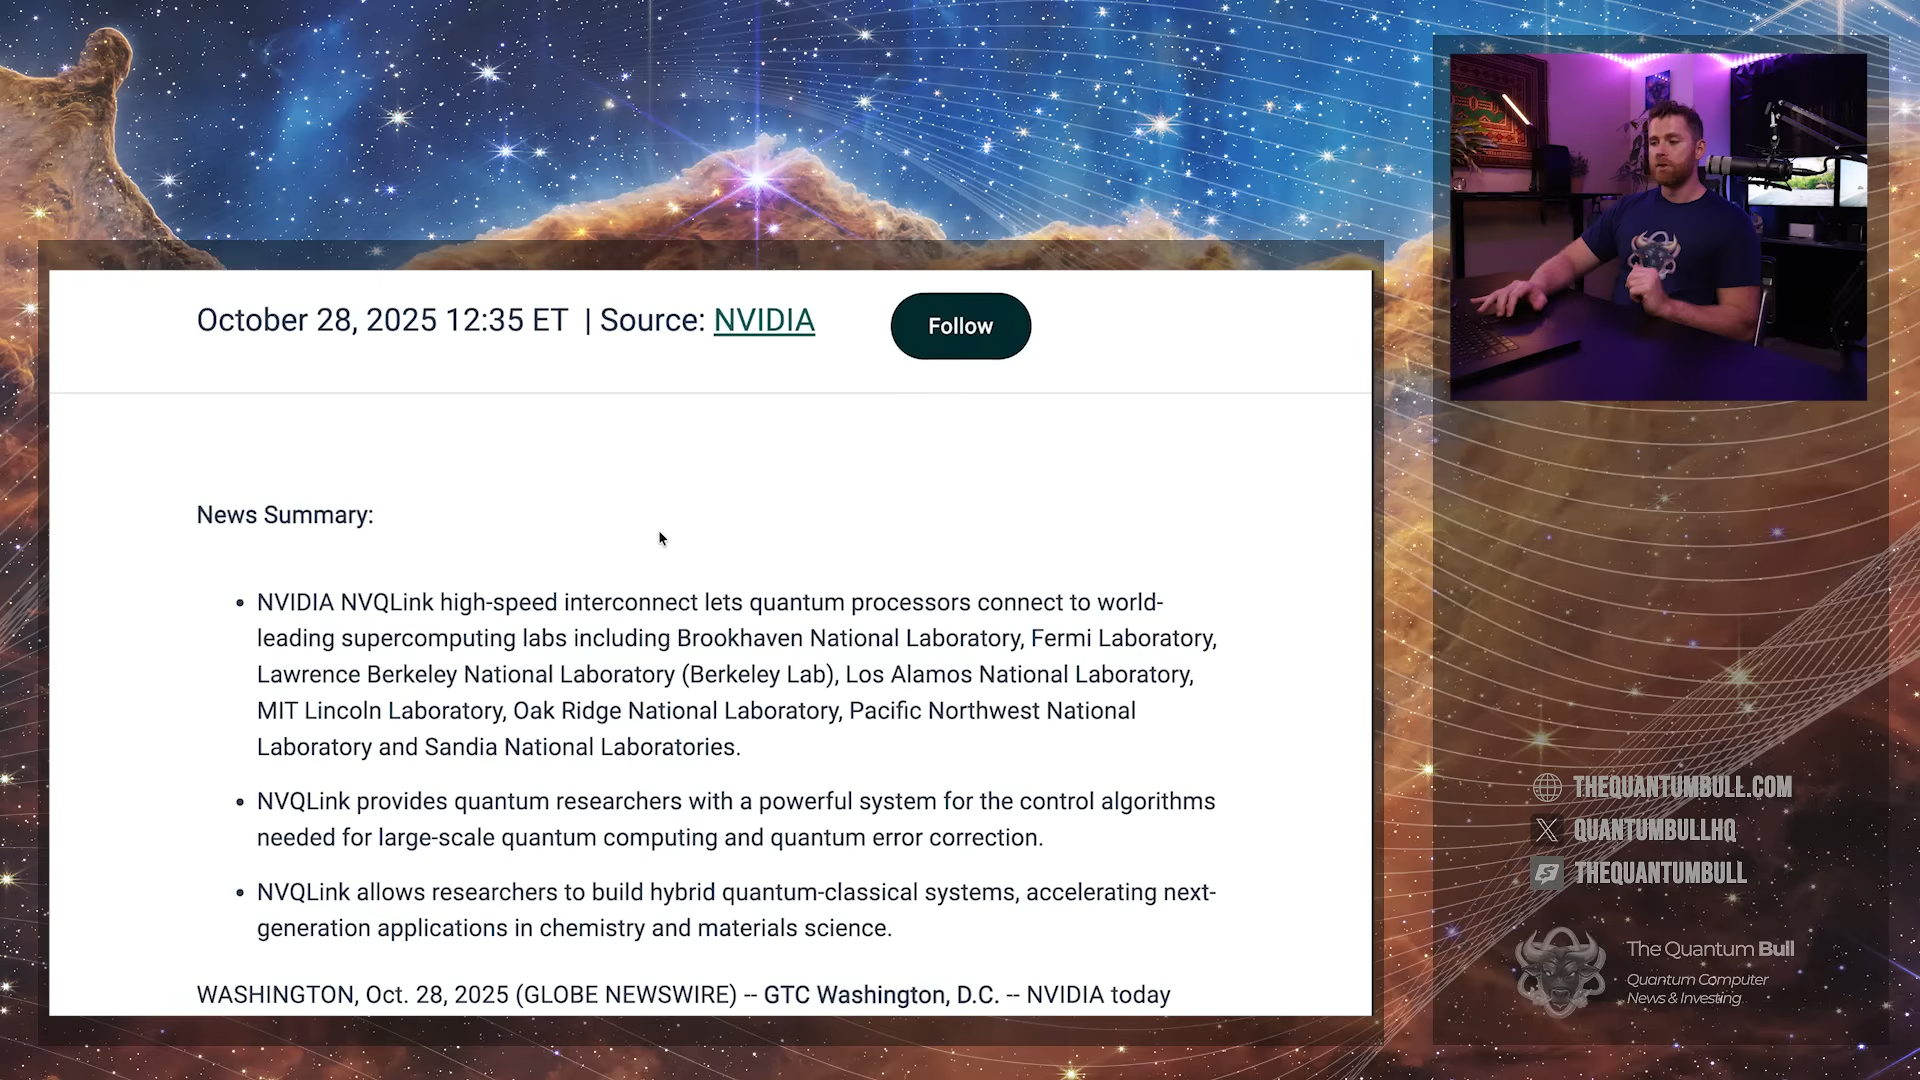 October 28, 2025 12:35 ET | Source: NVIDIA
Follow
News Summary:
• NVIDIA NVQLink high-speed interconnect lets quantum processors connect to world-
leading supercomputing labs including Brookhaven National Laboratory, Fermi Laboratory,
Lawrence Berkeley National Laboratory (Berkeley Lab), Los Alamos National Laboratory,
MIT Lincoln Laboratory, Oak Ridge National Laboratory, Pacific Northwest National
Laboratory and Sandia National Laboratories.
• NVQLink provides quantum researchers with a powerful system for the control algorithms
needed for large-scale quantum computing and quantum error correction.
• NVQLink allows researchers to build hybrid quantum-classical systems, accelerating next-
generation applications in chemistry and materials science.
WASHINGTON, Oct. 28, 2025 (GLOBE NEWSWIRE) -- GTC Washington, D.C. -- NVIDIA today
THEQUANTUMBULL.COM
QUANTUMBULLHQ
THEQUANTUMBULL
The Quantum Bull
Quantum Computer
News & Investing